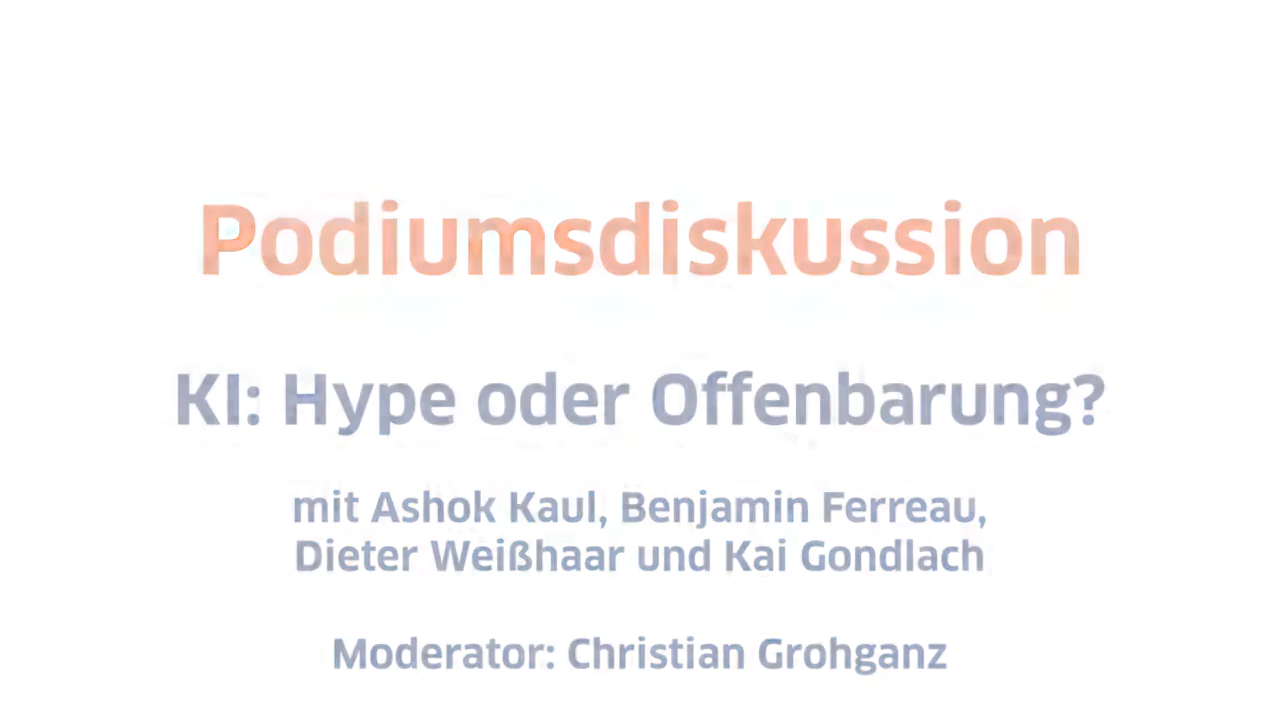 Podiumsdiskussion
KI: Hype oder Offenbarung?
mit Ashok Kaul, Benjamin Ferreau,
Dieter Weißhaar und Kai Gondlach
Moderator: Christian Grohganz